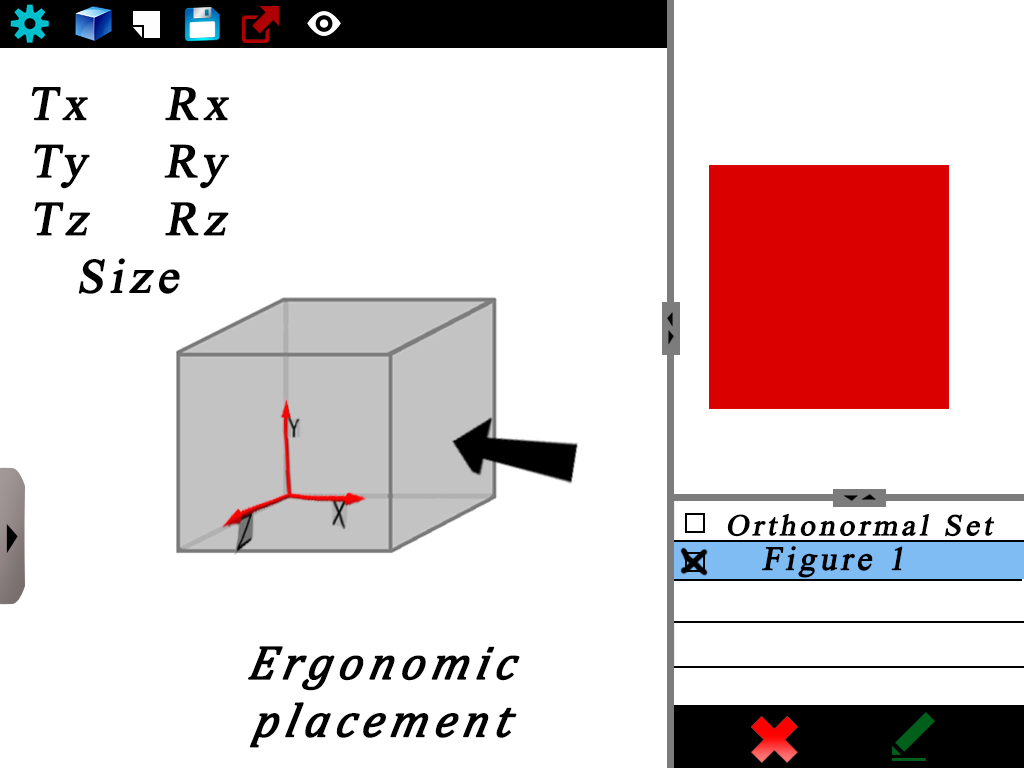 Tx Rx
Ty Ry
Tz Rz
Size
Y
X
Z
Ergonomic
placement
Orthonormal Set
Figure 1